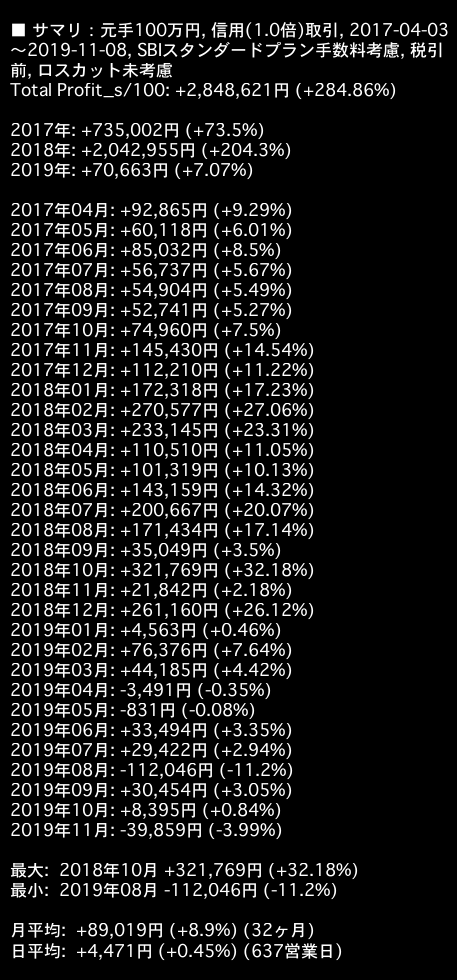 ■ サマリ : 元手100万円, 信用(1.0倍)取引, 2017-04-03
～2019-11-08, SBIスタンダードプラン手数料考慮, 税引
前, ロスカット未考慮
Total Profit_s/100: +2,848,621円 (+284.86%)
2017年: +735,002円 (+73.5%)
2018年: +2,042,955円 (+204.3%)
2019年: +70,663円 (+7.07%)
2017年04月: +92,865円 (+9.29%)
2017年05月: +60,118円 (+6.01%)
2017年06月: +85,032円 (+8.5%)
2017年07月: +56,737円 (+5.67%)
2017年08月: +54,904円 (+5.49%)
2017年09月: +52,741円 (+5.27%)
2017年10月: +74,960円 (+7.5%)
2017年11月: +145,430円 (+14.54%)
2017年12月: +112,210円 (+11.22%)
2018年01月: +172,318円 (+17.23%)
2018年02月: +270,577円 (+27.06%)
2018年03月: +233,145円 (+23.31%)
2018年04月: +110,510円 (+11.05%)
2018年05月: +101,319円 (+10.13%)
2018年06月: +143,159円 (+14.32%)
2018年07月: +200,667円 (+20.07%)
2018年08月: +171,434円 (+17.14%)
2018年09月: +35,049円 (+3.5%)
2018年10月: +321,769円 (+32.18%)
2018年11月: +21,842円 (+2.18%)
2018年12月: +261,160円 (+26.12%)
2019年01月: +4,563円 (+0.46%)
2019年02月: +76,376円 (+7.64%)
2019年03月: +44,185円 (+4.42%)
2019年04月: -3,491円 (-0.35%)
2019年05月: -831円 (-0.08%)
2019年06月: +33,494円 (+3.35%)
2019年07月: +29,422円 (+2.94%)
2019年08月: -112,046円 (-11.2%)
2019年09月: +30,454円 (+3.05%)
2019年10月: +8,395円 (+0.84%)
2019年11月: -39,859円 (-3.99%)
最大: 2018年10月 +321,769円 (+32.18%)
最小: 2019年08月 -112,046円 (-11.2%)
月平均: +89,019円 (+8.9%) (32ヶ月)
日平均: +4,471円 (+0.45%) (637営業日)